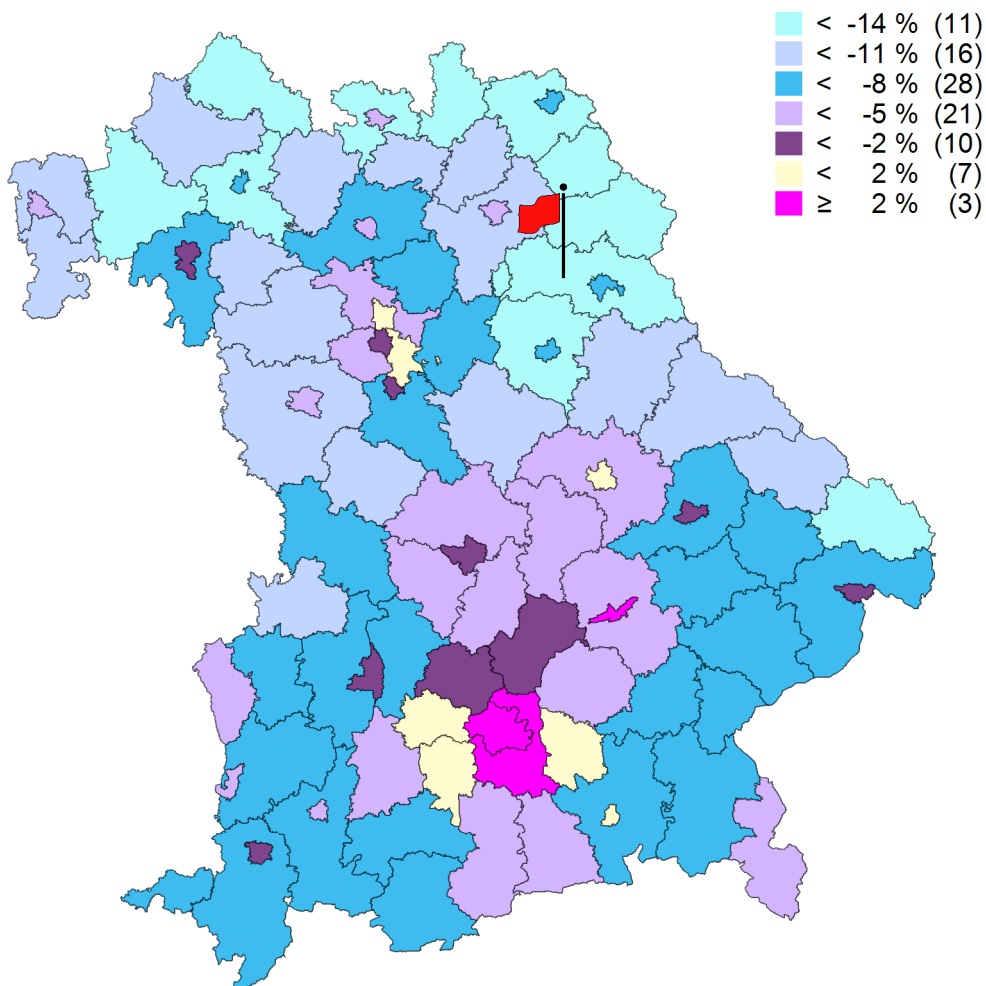 < -14 % (11)
< -11 % (16)
< -8 % (28)
< -5 % (21)
< -2 % (10)
< 2 % (7)
≥ 2 % (3)